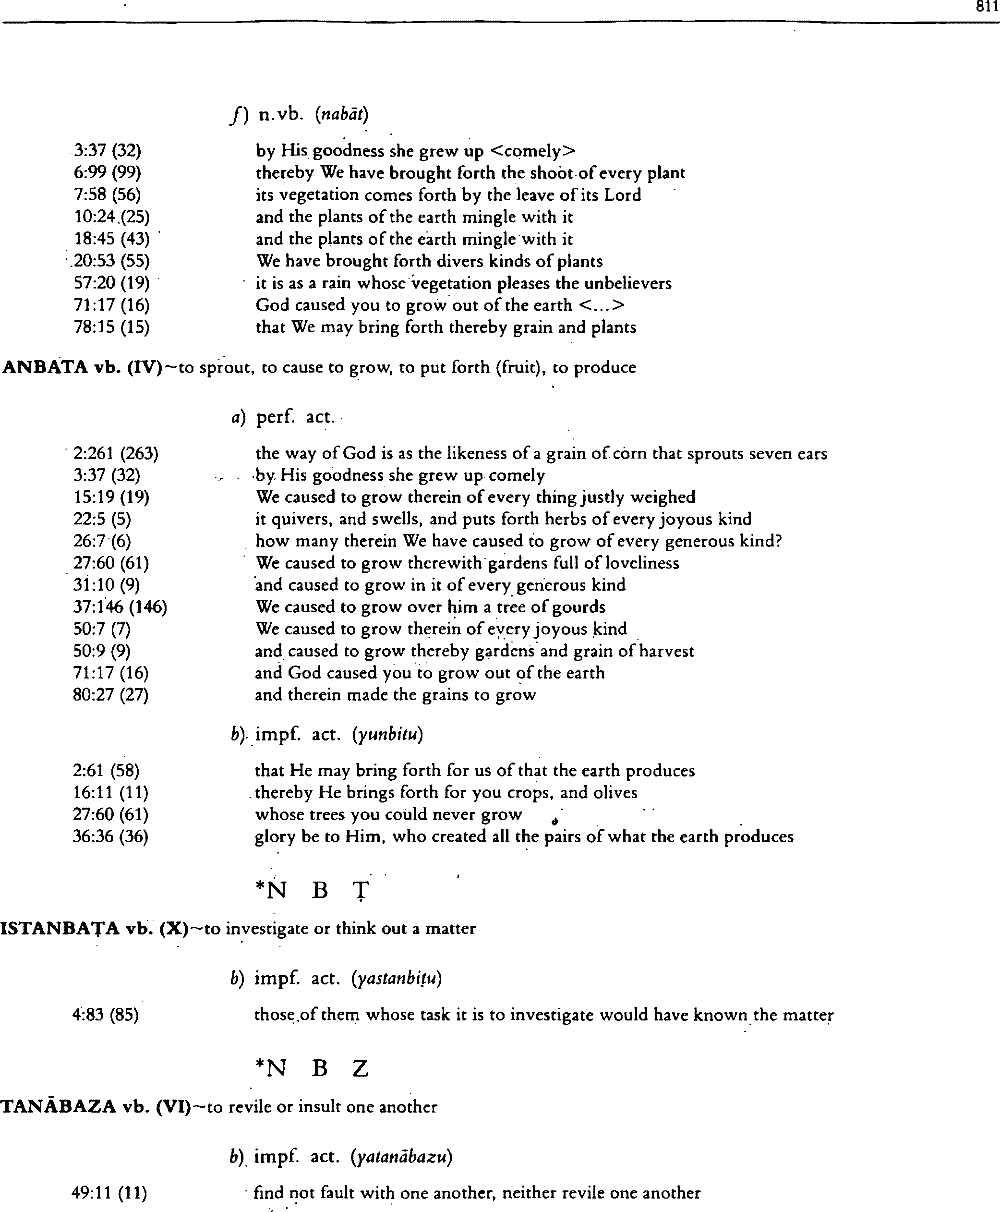 811
f) n.vb. (nabāt)
3:37 (32) by His goodness she grew up <comely>
6:99 (99) thereby We have brought forth the shoot of every plant
7:58 (56) its vegetation comes forth by the leave of its Lord
10:24 (25) and the plants of the earth mingle with it
18:45 (43) and the plants of the earth mingle with it
20:53 (55) We have brought forth divers kinds of plants
57:20 (19) it is as a rain whose vegetation pleases the unbelievers
71:17 (16) God caused you to grow out of the earth <...>
78:15 (15) that We may bring forth thereby grain and plants
ANBATA vb. (IV)~to sprout, to cause to grow, to put forth (fruit), to produce
a) perf. act.
2:261 (263) the way of God is as the likeness of a grain of corn that sprouts seven ears
3:37 (32) by His goodness she grew up comely
15:19 (19) We caused to grow therein of every thing justly weighed
22:5 (5) it quivers, and swells, and puts forth herbs of every joyous kind
26:7 (6) how many therein We have caused to grow of every generous kind?
27:60 (61) We caused to grow therewith gardens full of loveliness
31:10 (9) and caused to grow in it of every generous kind
37:146 (146) We caused to grow over him a tree of gourds
50:7 (7) We caused to grow therein of every joyous kind
50:9 (9) and caused to grow thereby gardens and grain of harvest
71:17 (16) and God caused you to grow out of the earth
80:27 (27) and therein made the grains to grow
b) impf. act. (yunbitu)
2:61 (58) that He may bring forth for us of that the earth produces
16:11 (11) thereby He brings forth for you crops, and olives
27:60 (61) whose trees you could never grow
36:36 (36) glory be to Him, who created all the pairs of what the earth produces
*N B Ṭ
ISTANBAṬA vb. (X)~to investigate or think out a matter
b) impf. act. (yastanbiṭu)
4:83 (85) those of them whose task it is to investigate would have known the matter
*N B Z
TANĀBAZA vb. (VI)~to revile or insult one another
b) impf. act. (yatanābazu)
49:11 (11) find not fault with one another, neither revile one another